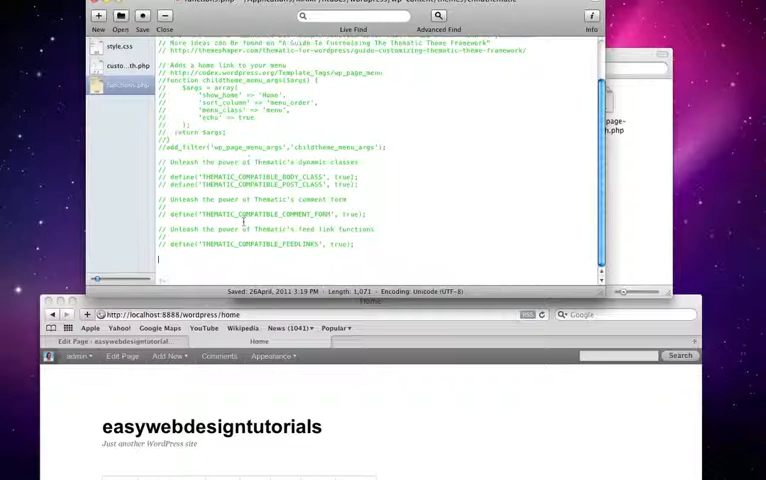 New Open Save Close Live Find Advanced Find Info
style.css
custo...th.php
functions.php
// More ideas can be found on "A Guide To Customizing The Thematic Theme Framework"
// http://themeshaper.com/thematic-for-wordpress/guide-customizing-thematic-theme-framework/
// Adds a home link to your menu
// http://codex.wordpress.org/Template_Tags/wp_page_menu
//function childtheme_menu_args($args) {
// $args = array(
// 'show_home' => 'Home',
// 'sort_column' => 'menu_order',
// 'menu_class' => 'menu',
// 'echo' => true
// );
// return $args;
//}
//add_filter('wp_page_menu_args','childtheme_menu_args');
// Unleash the power of Thematic's dynamic classes
//
// define('THEMATIC_COMPATIBLE_BODY_CLASS', true);
// define('THEMATIC_COMPATIBLE_POST_CLASS', true);
// Unleash the power of Thematic's comment form
//
// define('THEMATIC_COMPATIBLE_COMMENT_FORM', true);
// Unleash the power of Thematic's feed link functions
//
// define('THEMATIC_COMPATIBLE_FEEDLINKS', true);
?>
page-
h.php
Saved: 26April, 2011 3:19 PM Length: 1,071 Encoding: Unicode (UTF-8)
Home
http://localhost:8888/wordpress/home RSS Google
Apple Yahoo! Google Maps YouTube Wikipedia News (1041) Popular
Edit Page ‹ easywebdesigntutorial... Home
admin Edit Page Add New Comments Appearance Search
easywebdesigntutorials
Just another WordPress site